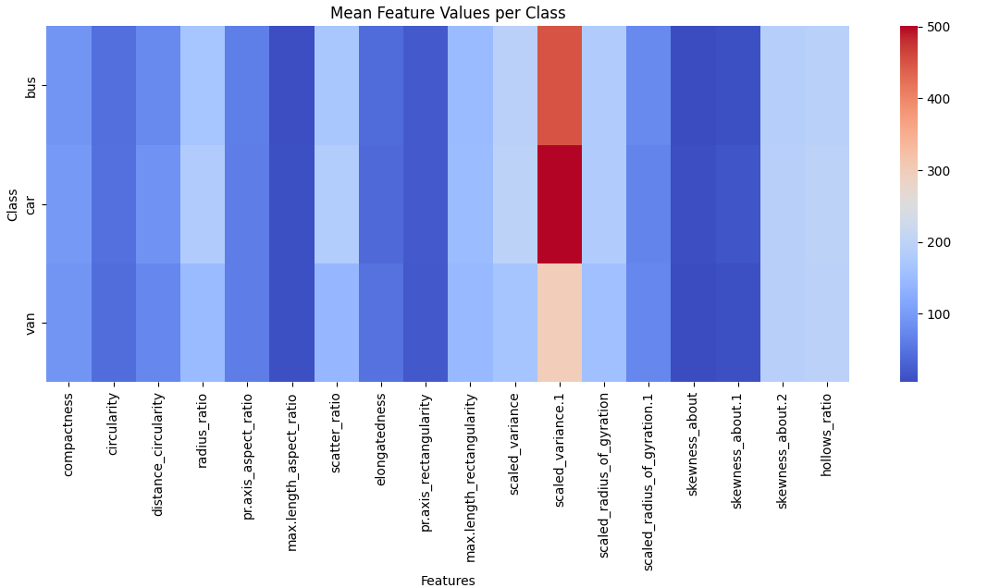 Mean Feature Values per Class
Class
bus
car
van
compactness
circularity
distance_circularity
radius_ratio
pr.axis_aspect_ratio
max.length_aspect_ratio
scatter_ratio
elongatedness
pr.axis_rectangularity
max.length_rectangularity
scaled_variance
scaled_variance.1
scaled_radius_of_gyration
scaled_radius_of_gyration.1
skewness_about
skewness_about.1
skewness_about.2
hollows_ratio
Features
500
400
300
200
100